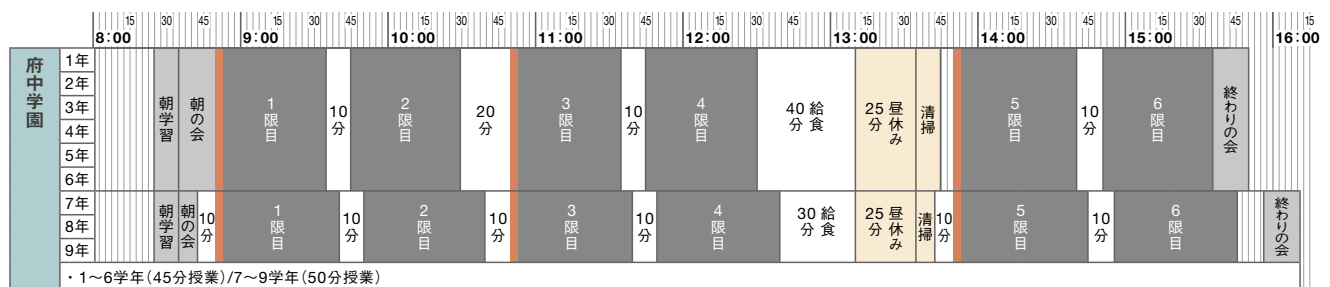 15 30 45 15 30 45 15 30 45 15 30 45 15 30 45 15 30 45 15 30 45 15 30 45 15
8:00 9:00 10:00 11:00 12:00 13:00 14:00 15:00 16:00
府中学園
1年
2年
3年
4年
5年
6年
朝学習
朝の会
1限目
10分
2限目
20分
3限目
10分
4限目
40分 給食
25分 昼休み
清掃
5限目
10分
6限目
終わりの会
7年
8年
9年
朝学習
朝の会
10分
1限目
10分
2限目
10分
3限目
10分
4限目
30分 給食
25分 昼休み
清掃
10分
5限目
10分
6限目
終わりの会
・1〜6学年(45分授業)/7〜9学年(50分授業)